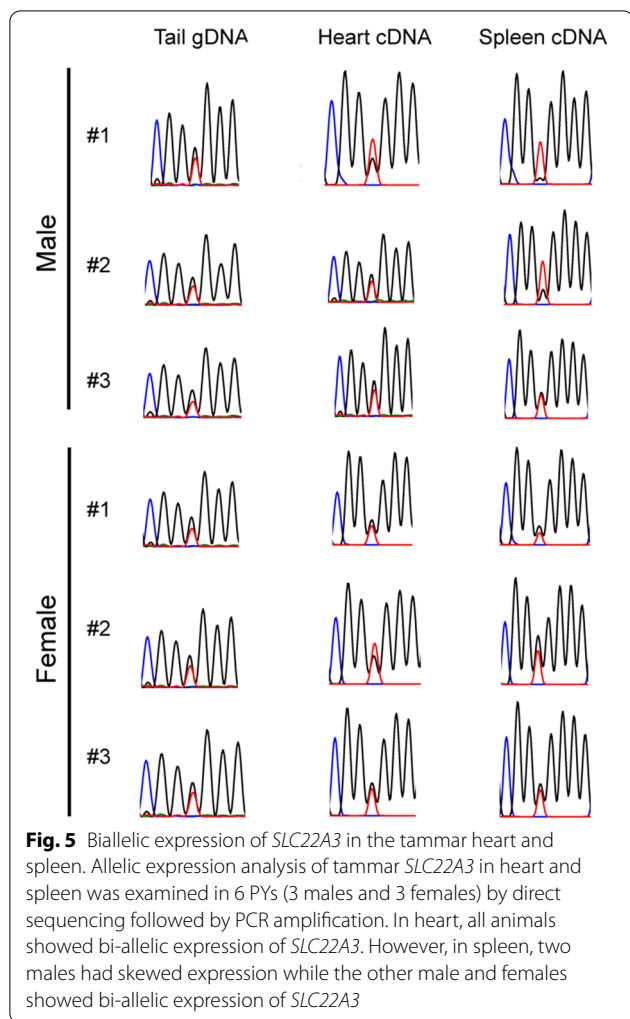 Tail gDNA Heart cDNA Spleen cDNA
Male
#1
#2
#3
Female
#1
#2
#3
Fig. 5 Biallelic expression of SLC22A3 in the tammar heart and
spleen. Allelic expression analysis of tammar SLC22A3 in heart and
spleen was examined in 6 PYs (3 males and 3 females) by direct
sequencing followed by PCR amplification. In heart, all animals
showed bi-allelic expression of SLC22A3. However, in spleen, two
males had skewed expression while the other male and females
showed bi-allelic expression of SLC22A3